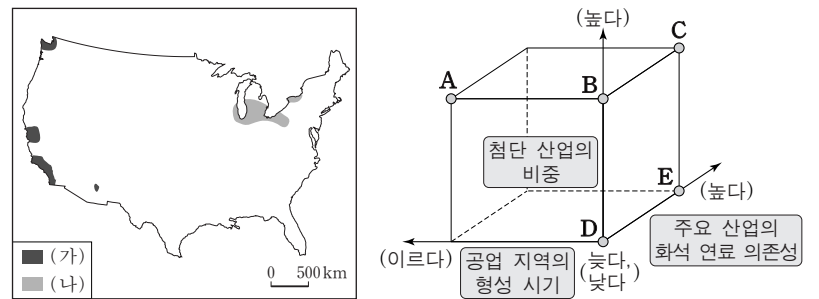 (가)
(나)
0 500km
(높다)
C
A
B
첨단 산업의
비중
E
(높다)
D
주요 산업의
화석 연료 의존성
(이르다)
공업 지역의
형성 시기
(늦다,
낮다)